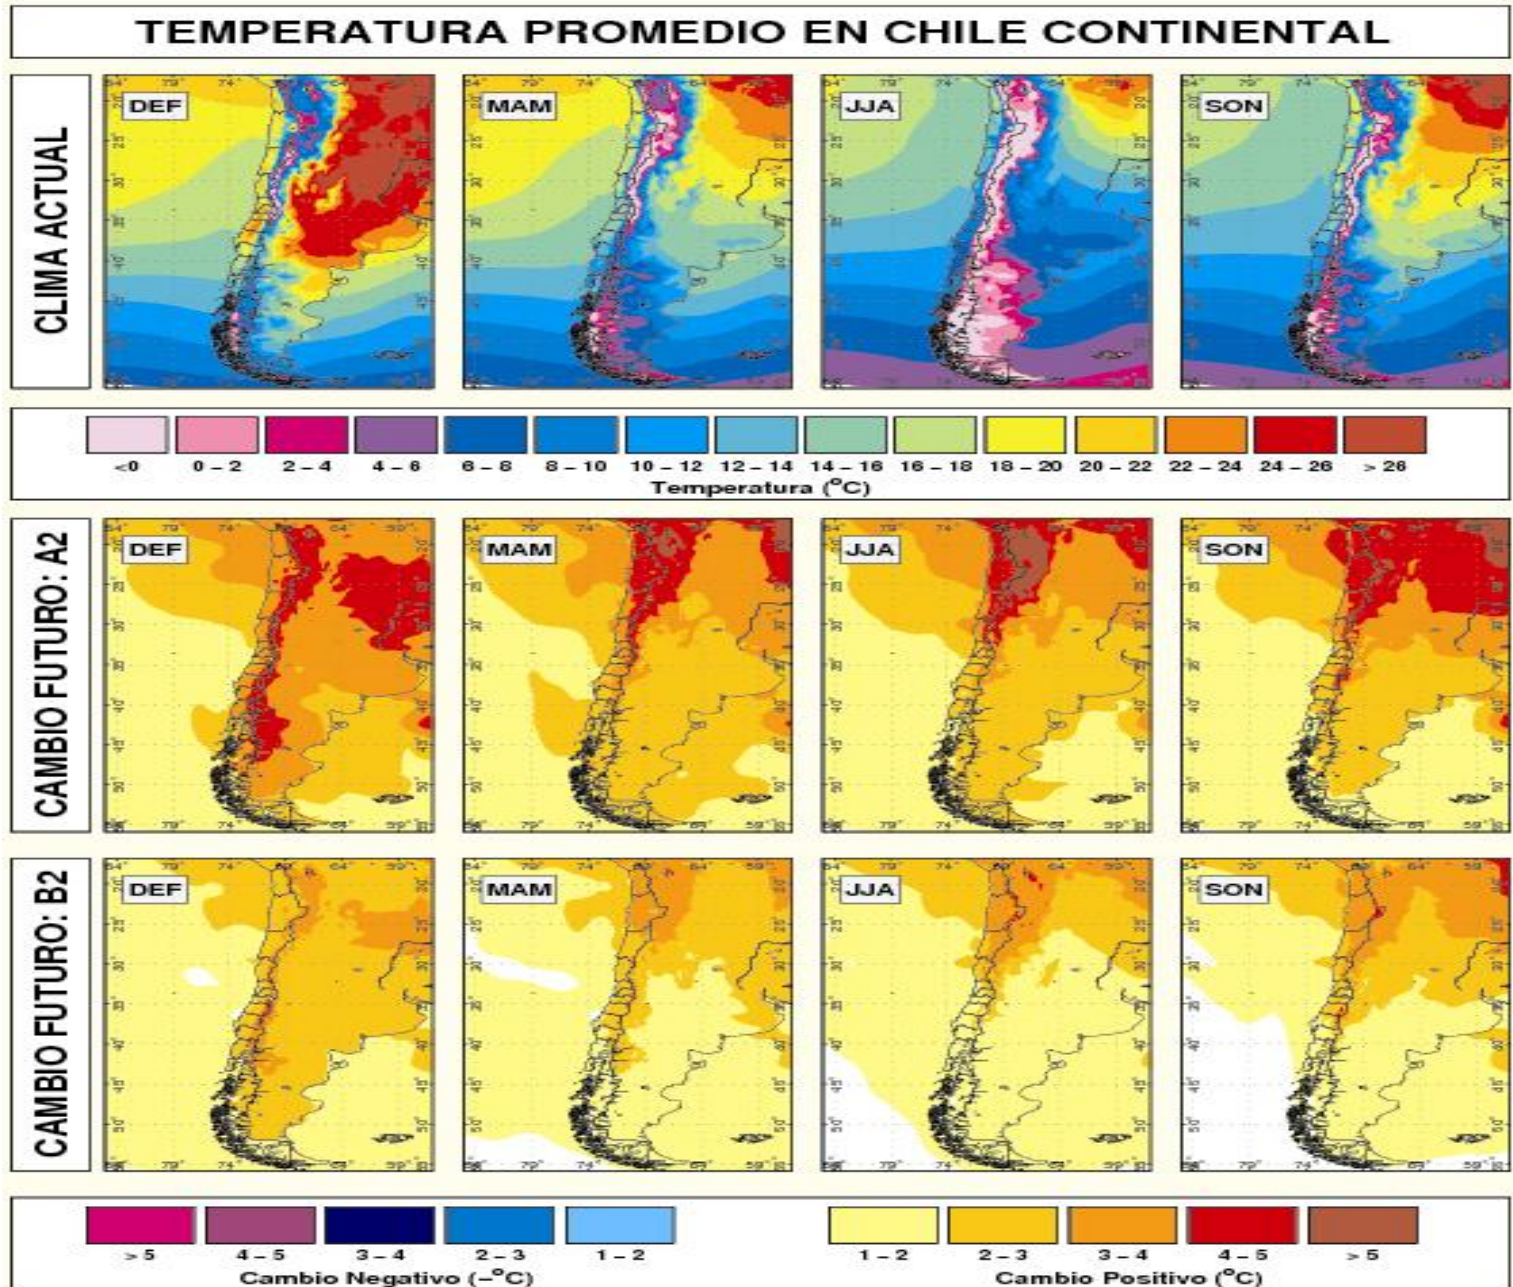 TEMPERATURA PROMEDIO EN CHILE CONTINENTAL
CLIMA ACTUAL
DEF
MAM
JJA
SON
<0 0 – 2 2 – 4 4 – 6 6 – 8 8 – 10 10 – 12 12 – 14 14 – 16 16 – 18 18 – 20 20 – 22 22 – 24 24 – 26 > 26
Temperatura (°C)
CAMBIO FUTURO: A2
DEF
MAM
JJA
SON
CAMBIO FUTURO: B2
DEF
MAM
JJA
SON
> 5 4 – 5 3 – 4 2 – 3 1 – 2
Cambio Negativo (–°C)
1 – 2 2 – 3 3 – 4 4 – 5 > 5
Cambio Positivo (°C)